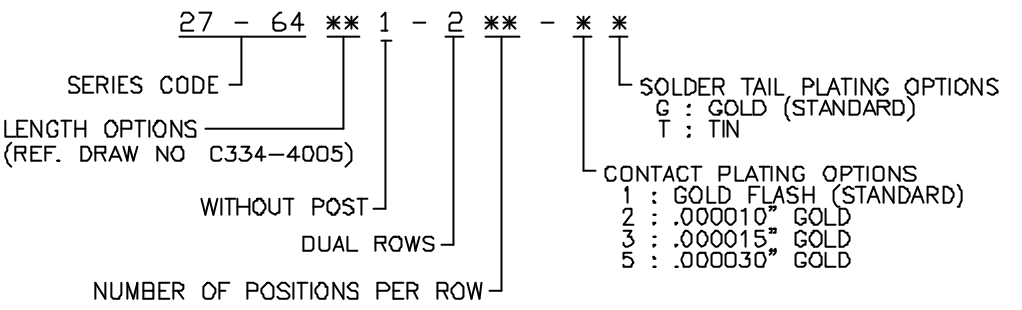 27 - 64 ** 1 - 2 ** - * *
SERIES CODE
LENGTH OPTIONS
(REF. DRAW NO C334-4005)
WITHOUT POST
DUAL ROWS
NUMBER OF POSITIONS PER ROW
SOLDER TAIL PLATING OPTIONS
G : GOLD (STANDARD)
T : TIN
CONTACT PLATING OPTIONS
1 : GOLD FLASH (STANDARD)
2 : .000010" GOLD
3 : .000015" GOLD
5 : .000030" GOLD